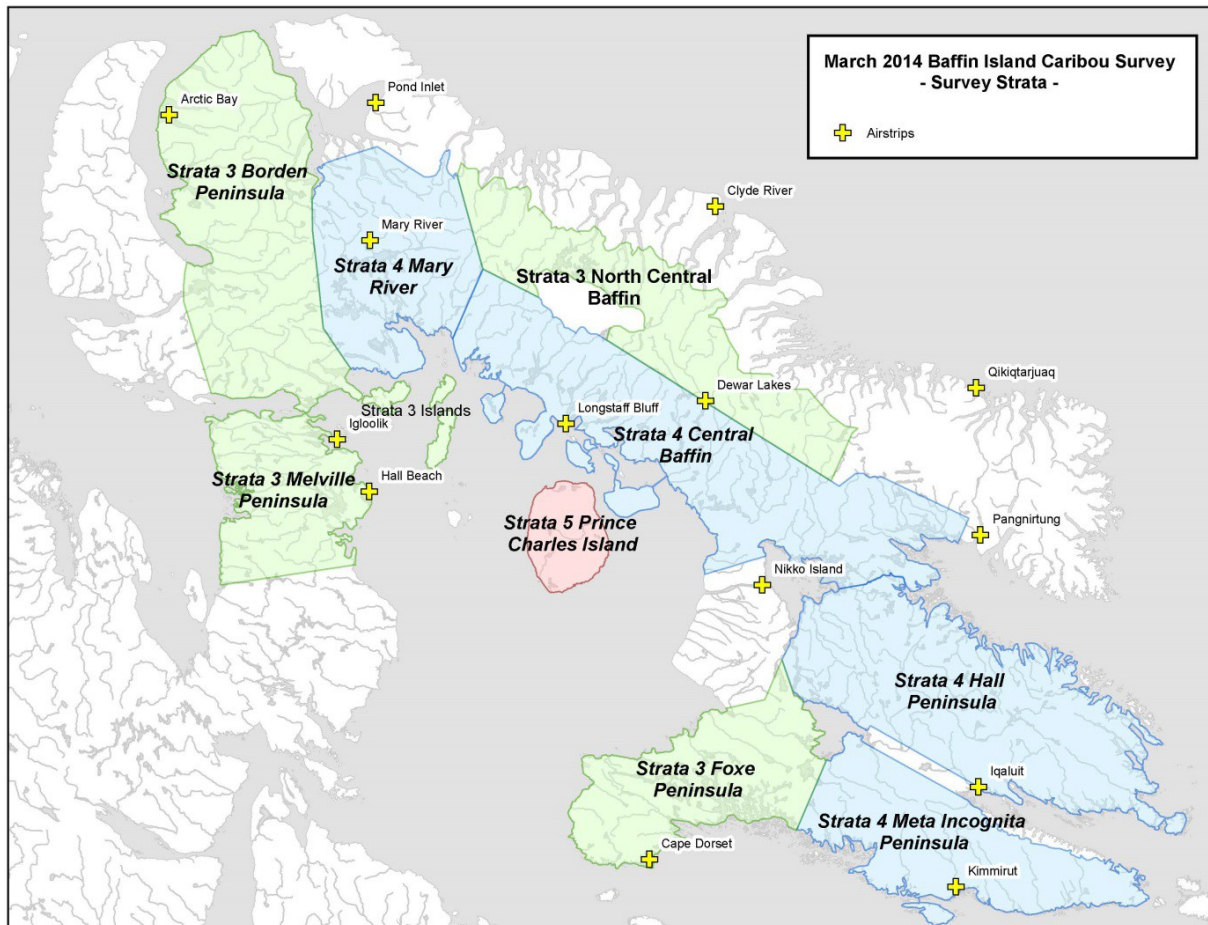 March 2014 Baffin Island Caribou Survey
- Survey Strata -
Airstrips
Pond Inlet
Arctic Bay
Strata 3 Borden
Peninsula
Clyde River
Mary River
Strata 4 Mary
River
Strata 3 North Central
Baffin
Qikiqtarjuaq
Dewar Lakes
Strata 3 Islands
Igloolik
Longstaff Bluff
Strata 4 Central
Baffin
Strata 3 Melville
Peninsula
Hall Beach
Strata 5 Prince
Charles Island
Pangnirtung
Nikko Island
Strata 4 Hall
Peninsula
Strata 3 Foxe
Peninsula
Iqaluit
Strata 4 Meta Incognita
Peninsula
Cape Dorset
Kimmirut